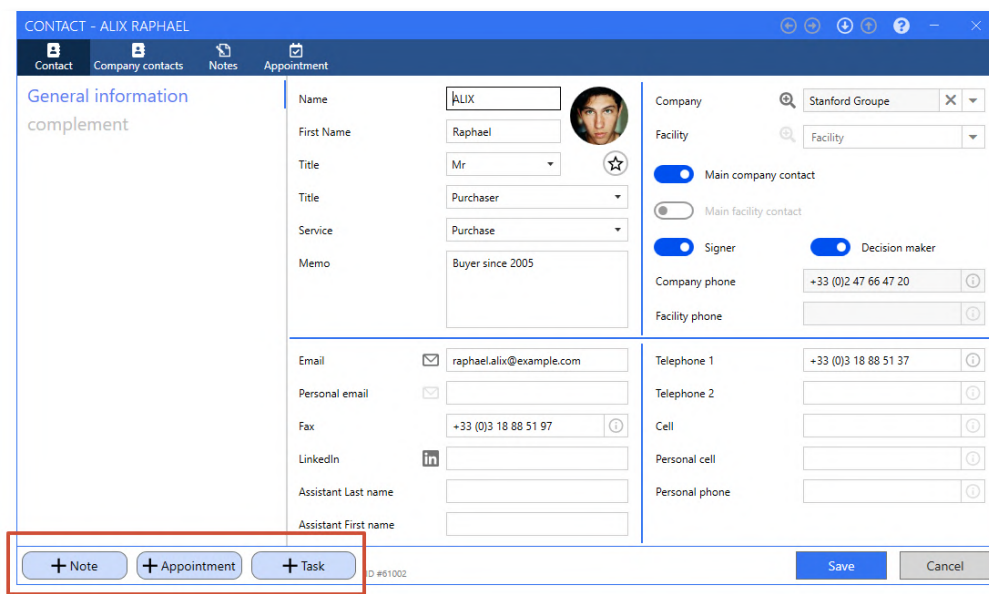 CONTACT - ALIX RAPHAEL
?
Contact Company contacts Notes Appointment
General information
complement
Name ALIX
First Name Raphael
Title Mr
Title Purchaser
Service Purchase
Memo Buyer since 2005
Company Stanford Groupe
Facility Facility
Main company contact
Main facility contact
Signer Decision maker
Company phone +33 (0)2 47 66 47 20
Facility phone
Email raphael.alix@example.com
Personal email
Fax +33 (0)3 18 88 51 97
LinkedIn in
Assistant Last name
Assistant First name
Telephone 1 +33 (0)3 18 88 51 37
Telephone 2
Cell
Personal cell
Personal phone
+ Note + Appointment + Task ID #61002 Save Cancel